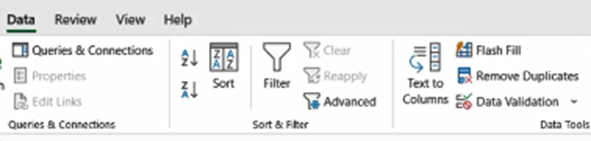 Data Review View Help
Queries & Connections
Properties
Edit Links
Queries & Connections
Sort
Filter
Clear
Reapply
Advanced
Sort & Filter
Text to
Columns
Flash Fill
Remove Duplicates
Data Validation
Data Tools